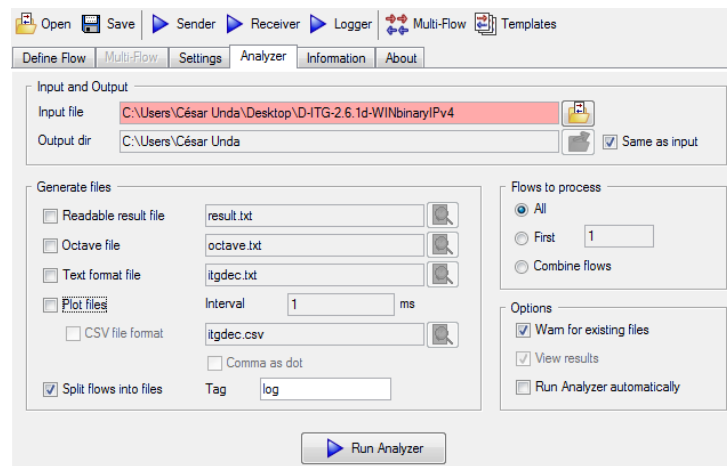 Open Save Sender Receiver Logger Multi-Flow Templates
Define Flow Multi-Flow Settings Analyzer Information About
Input and Output
Input file C:\Users\César Unda\Desktop\D-ITG-2.6.1d-WINbinaryIPv4
Output dir C:\Users\César Unda Same as input
Generate files Flows to process
Readable result file result.txt All
Octave file octave.txt First 1
Text format file itgdec.txt Combine flows
Plot files Interval 1 ms Options
CSV file format itgdec.csv Warn for existing files
Comma as dot View results
Split flows into files Tag log Run Analyzer automatically
Run Analyzer